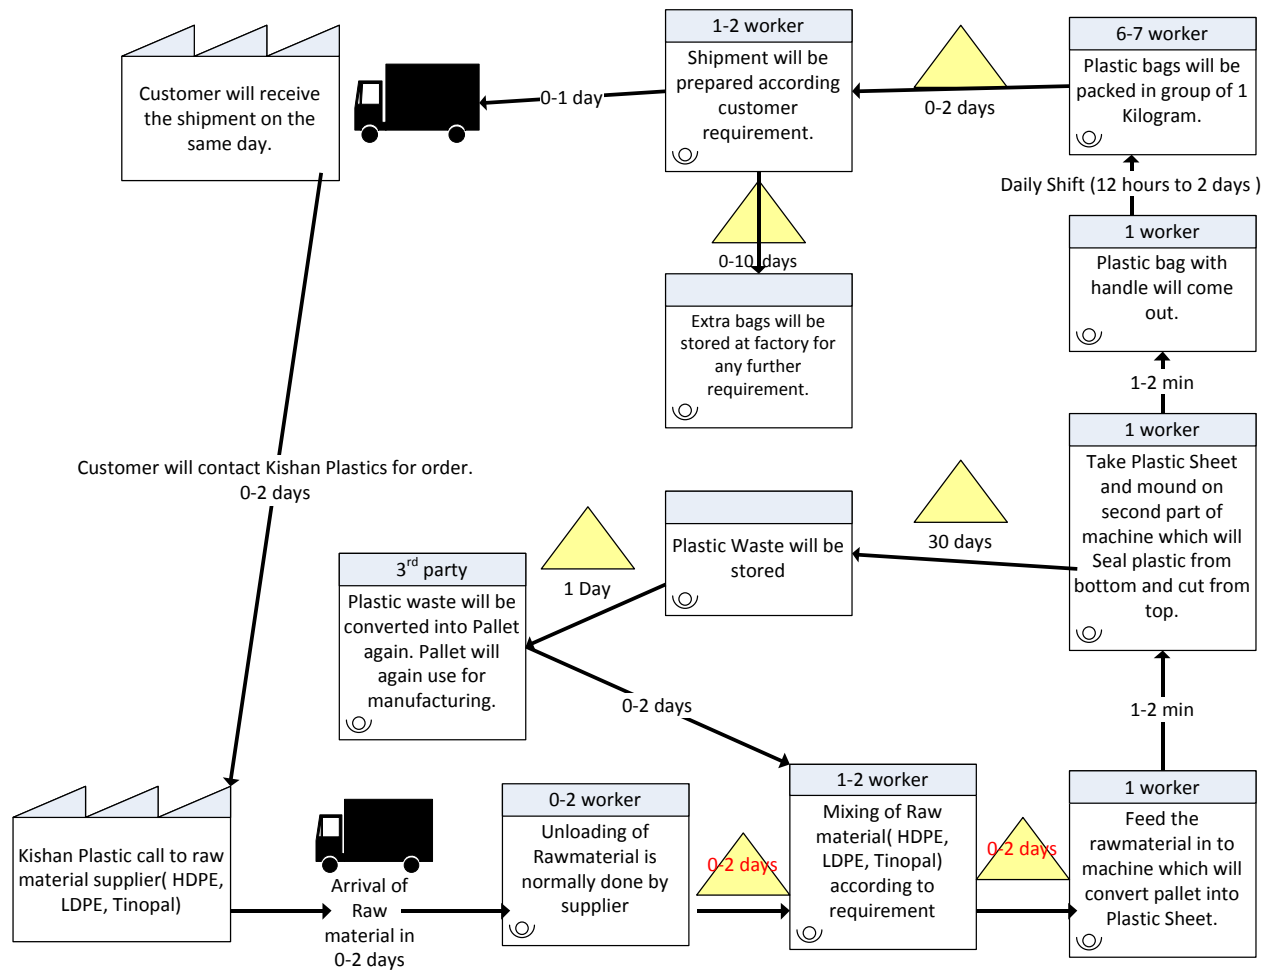 Customer will receive
the shipment on the
same day.
0-1 day
1-2 worker
Shipment will be
prepared according
customer
requirement.
0-2 days
6-7 worker
Plastic bags will be
packed in group of 1
Kilogram.
Daily Shift (12 hours to 2 days )
1 worker
Plastic bag with
handle will come
out.
0-10 days
Extra bags will be
stored at factory for
any further
requirement.
1-2 min
1 worker
Take Plastic Sheet
and mound on
second part of
machine which will
Seal plastic from
bottom and cut from
top.
Customer will contact Kishan Plastics for order.
0-2 days
30 days
Plastic Waste will be
stored
1 Day
3rd party
Plastic waste will be
converted into Pallet
again. Pallet will
again use for
manufacturing.
0-2 days
1-2 min
Kishan Plastic call to raw
material supplier( HDPE,
LDPE, Tinopal)
Arrival of
Raw
material in
0-2 days
0-2 worker
Unloading of
Rawmaterial is
normally done by
supplier
0-2 days
1-2 worker
Mixing of Raw
material( HDPE,
LDPE, Tinopal)
according to
requirement
0-2 days
1 worker
Feed the
rawmaterial in to
machine which will
convert pallet into
Plastic Sheet.